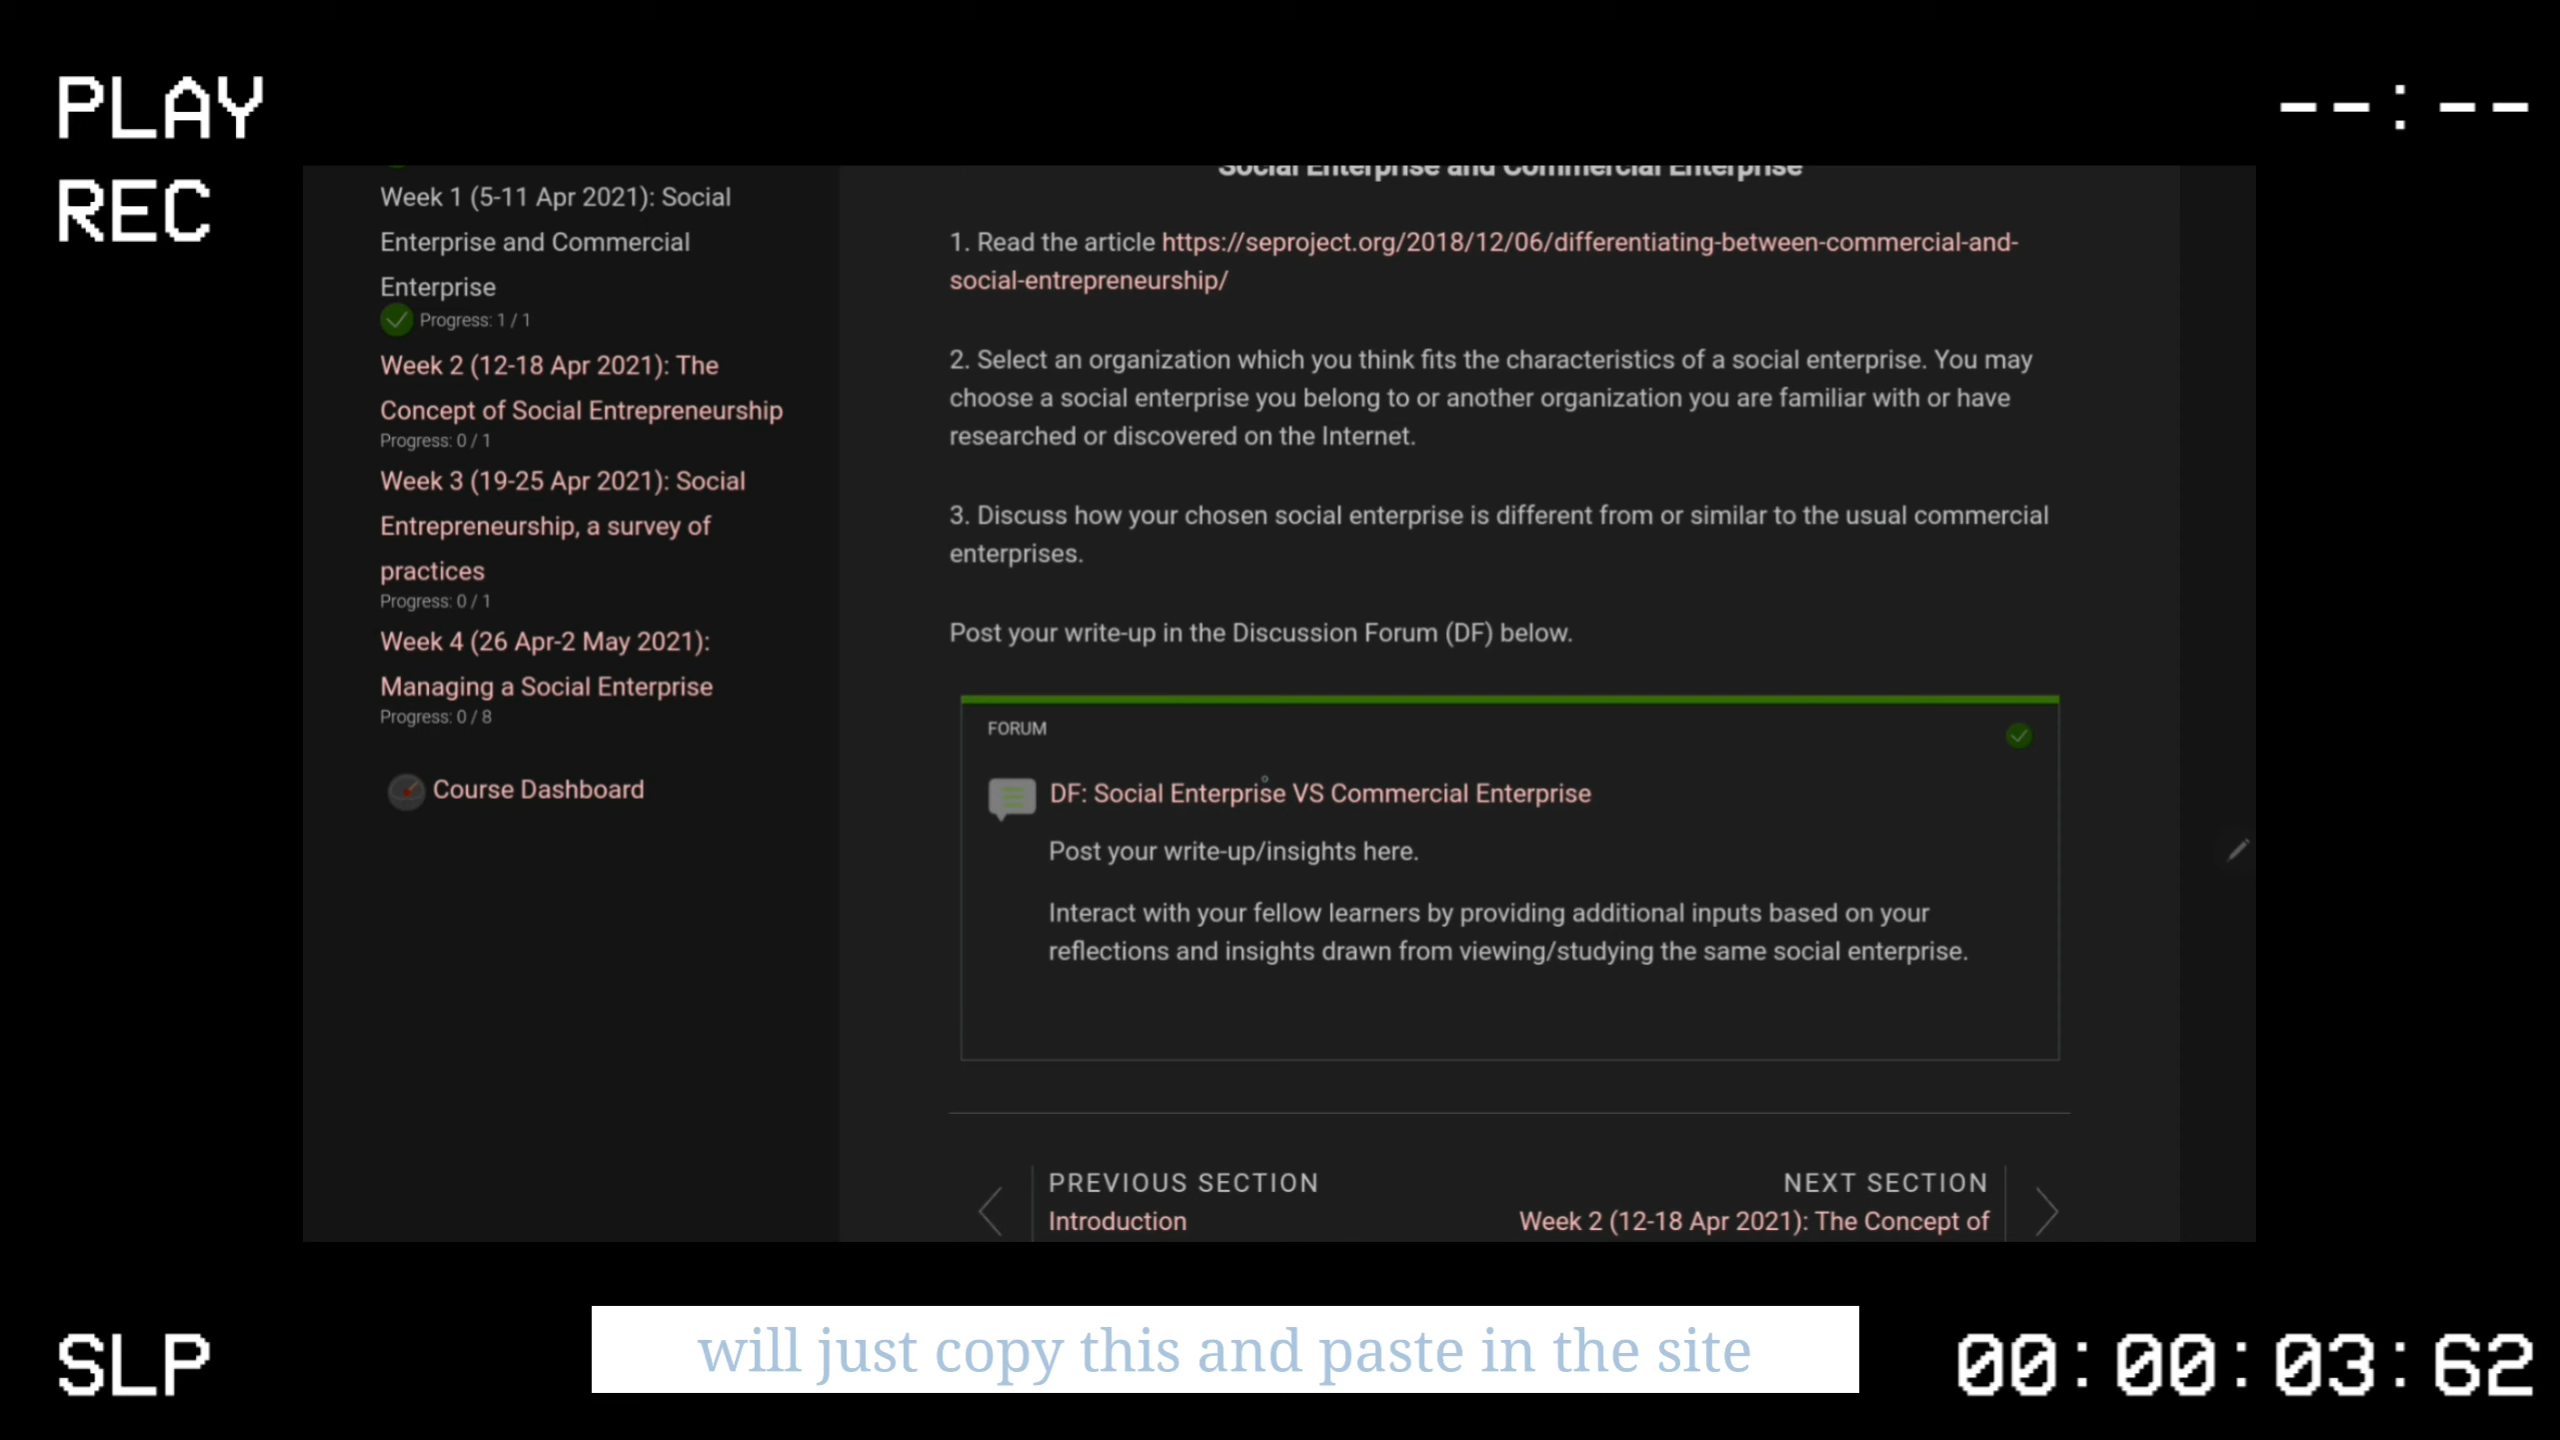 PLAY
--:--
REC
Social Enterprise and Commercial Enterprise
Week 1 (5-11 Apr 2021): Social
Enterprise and Commercial
Enterprise
Progress: 1 / 1
Week 2 (12-18 Apr 2021): The
Concept of Social Entrepreneurship
Progress: 0 / 1
Week 3 (19-25 Apr 2021): Social
Entrepreneurship, a survey of
practices
Progress: 0 / 1
Week 4 (26 Apr-2 May 2021):
Managing a Social Enterprise
Progress: 0 / 8
Course Dashboard
1. Read the article https://seproject.org/2018/12/06/differentiating-between-commercial-and-
social-entrepreneurship/
2. Select an organization which you think fits the characteristics of a social enterprise. You may
choose a social enterprise you belong to or another organization you are familiar with or have
researched or discovered on the Internet.
3. Discuss how your chosen social enterprise is different from or similar to the usual commercial
enterprises.
Post your write-up in the Discussion Forum (DF) below.
FORUM
DF: Social Enterprise VS Commercial Enterprise
Post your write-up/insights here.
Interact with your fellow learners by providing additional inputs based on your
reflections and insights drawn from viewing/studying the same social enterprise.
PREVIOUS SECTION
Introduction
NEXT SECTION
Week 2 (12-18 Apr 2021): The Concept of
SLP
will just copy this and paste in the site
00:00:03:62